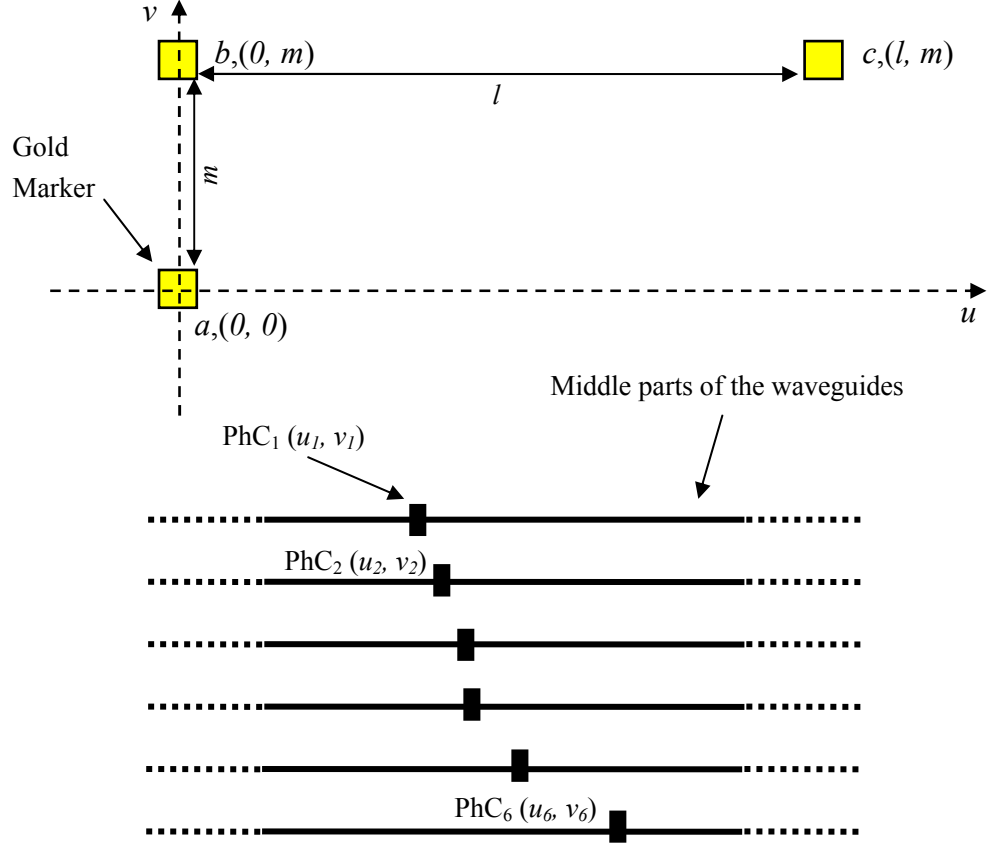 v
b,(0, m)
c,(l, m)
l
m
Gold
Marker
a,(0, 0)
u
Middle parts of the waveguides
PhC₁ (u₁, v₁)
PhC₂ (u₂, v₂)
PhC₆ (u₆, v₆)